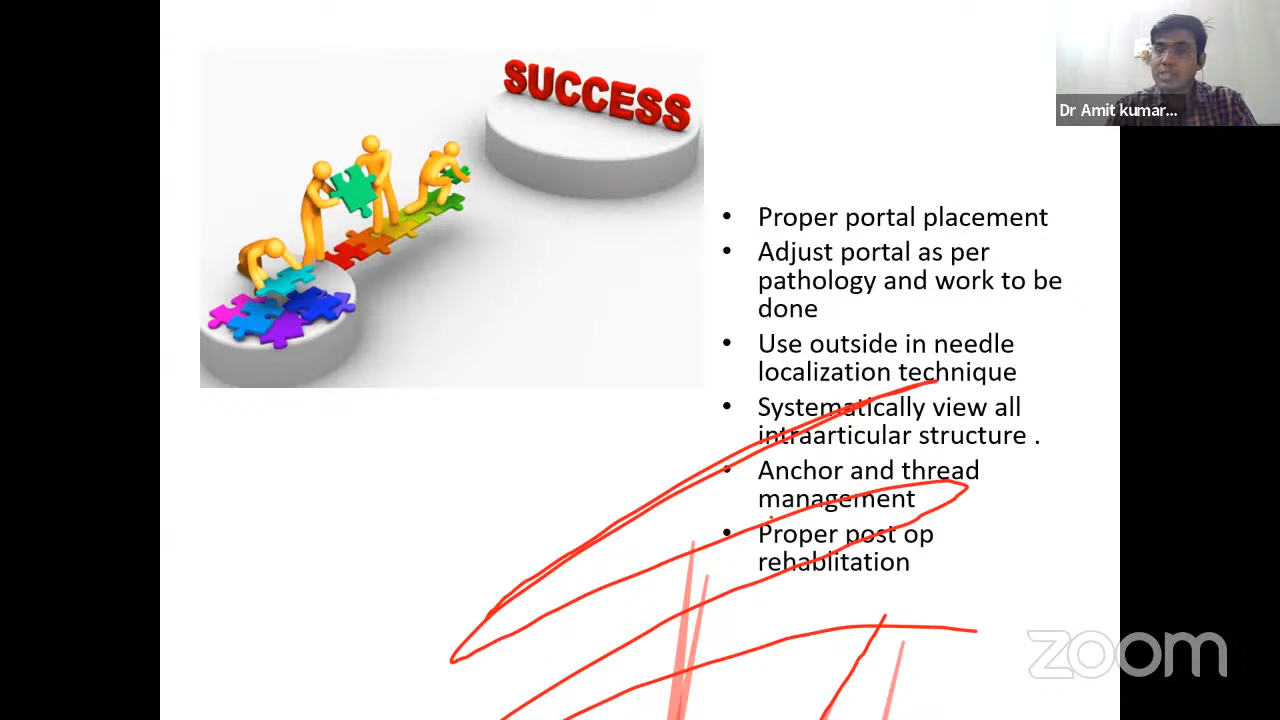 SUCCESS
Dr Amit kumar...
• Proper portal placement
• Adjust portal as per
pathology and work to be
done
• Use outside in needle
localization technique
• Systematically view all
intraarticular structure .
• Anchor and thread
management
• Proper post op
rehablitation
zoom